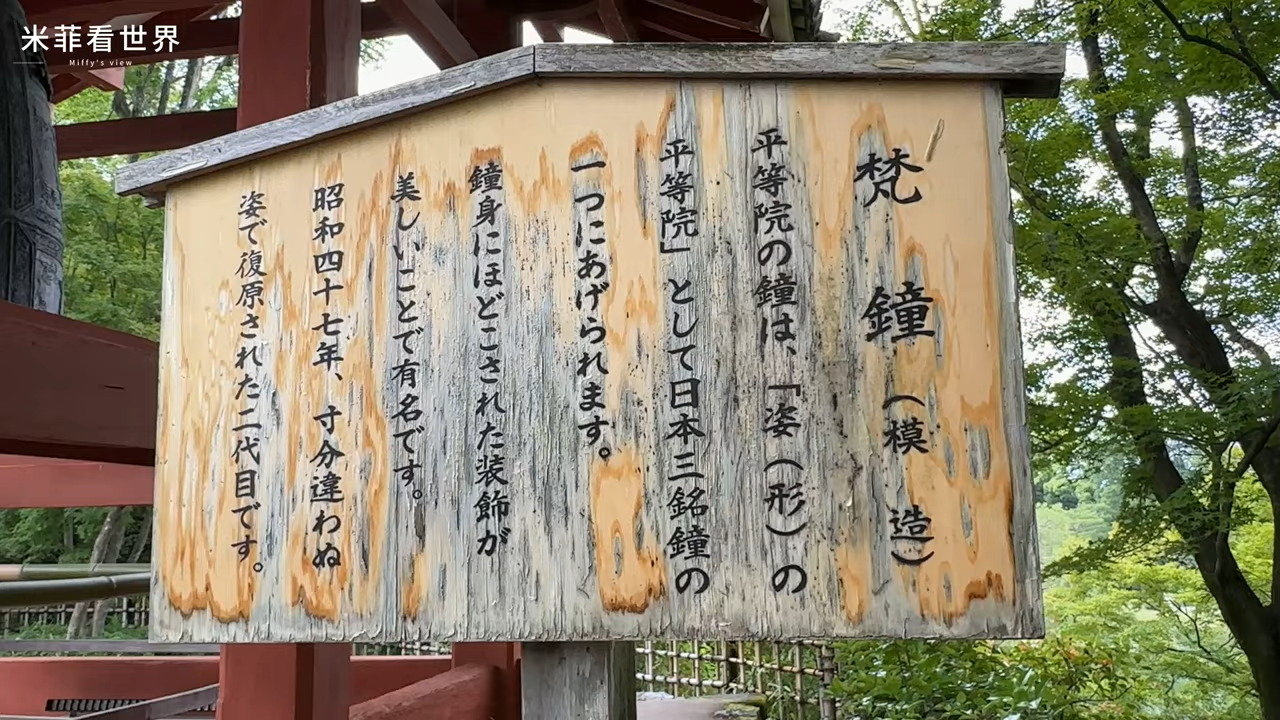 米菲看世界
Miffy's view
梵鐘（模造）
平等院の鐘は、「姿（形）の
平等院」として日本三銘鐘の
一つにあげられます。
鐘身にほどこされた装飾が
美しいことで有名です。
昭和四十七年、寸分違わぬ
姿で復原された二代目です。